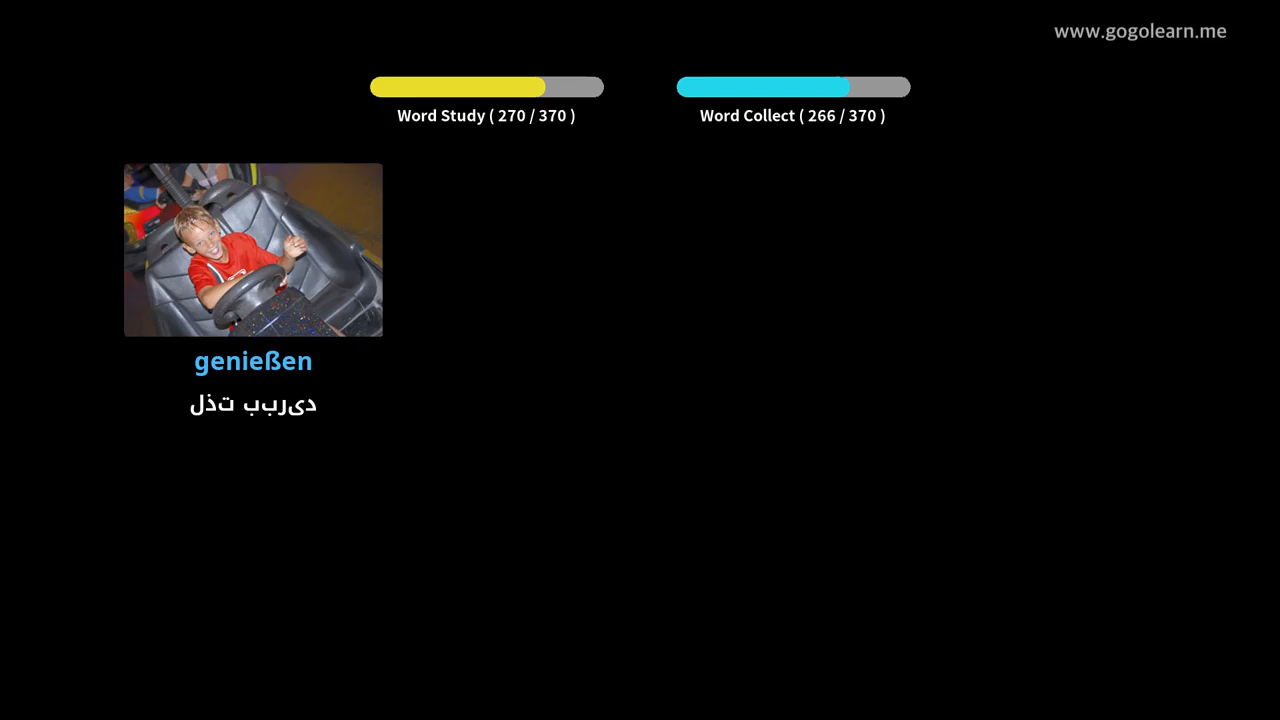 www.gogolearn.me
Word Study ( 270 / 370 )
Word Collect ( 266 / 370 )
genießen
لذت ببرید